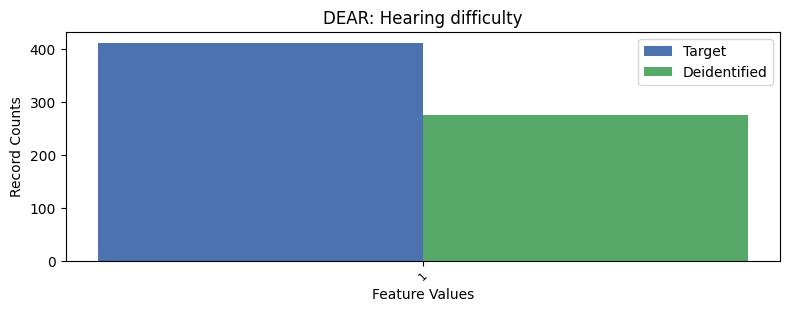 DEAR: Hearing difficulty
Target
Deidentified
Record Counts
400
300
200
100
0
1
Feature Values